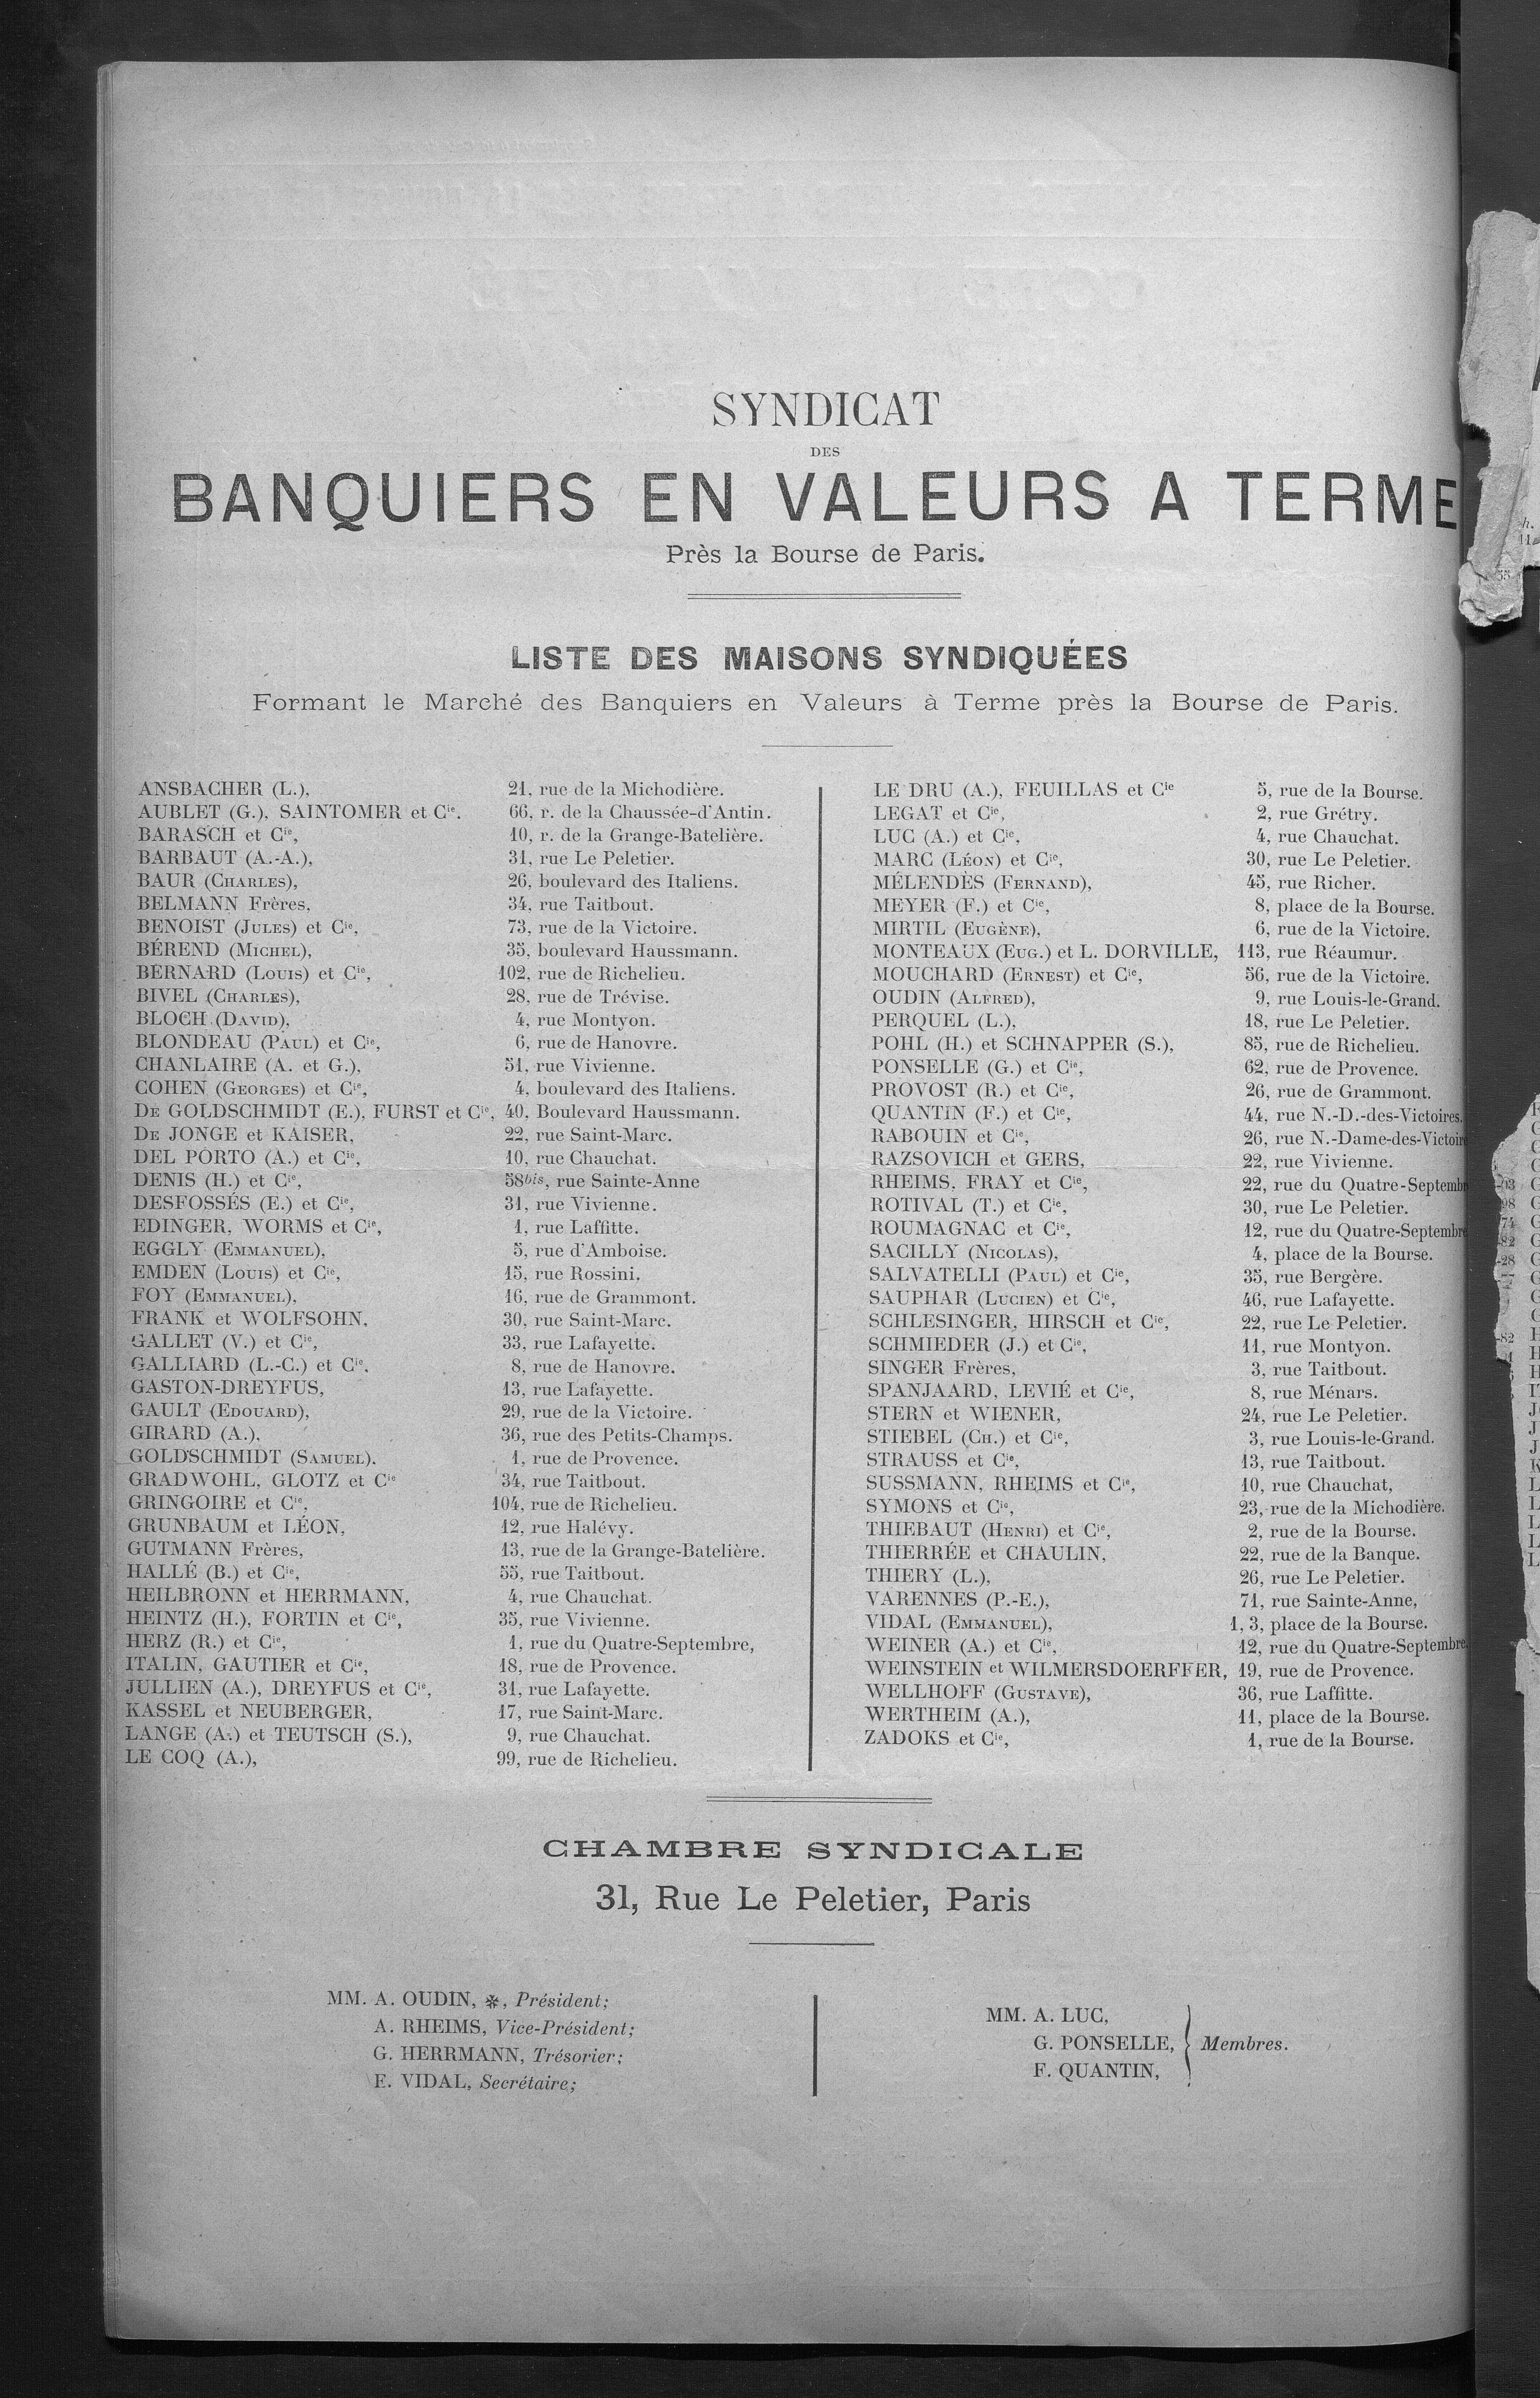 SYNDICAT
DES
BANQUIERS EN VALEURS A TERME
Près la Bourse de Paris.
LISTE DES MAISONS SYNDIQUÉES
Formant le Marché des Banquiers en Valeurs à Terme près la Bourse de Paris.
ANSBACHER (L.), 21, rue de la Michodière.
AUBLET (G.), SAINTOMER et Cie. 66, r. de la Chaussée-d'Antin.
BARASCH et Cie, 10, r. de la Grange-Batelière.
BARBAUT (A.-A.), 31, rue Le Peletier.
BAUR (CHARLES), 26, boulevard des Italiens.
BELMANN Frères, 34, rue Taitbout.
BENOIST (JULES) et Cie, 73, rue de la Victoire.
BÉREND (MICHEL), 35, boulevard Haussmann.
BERNARD (LOUIS) et Cie, 102, rue de Richelieu.
BIVEL (CHARLES), 28, rue de Trévise.
BLOCH (DAVID), 4, rue Montyon.
BLONDEAU (PAUL) et Cie, 6, rue de Hanovre.
CHANLAIRE (A. et G.), 51, rue Vivienne.
COHEN (GEORGES) et Cie, 4, boulevard des Italiens.
DE GOLDSCHMIDT (E.), FURST et Cie, 40, Boulevard Haussmann.
DE JONGE et KAISER, 22, rue Saint-Marc.
DEL PORTO (A.) et Cie, 10, rue Chauchat.
DENIS (H.) et Cie, 58bis, rue Sainte-Anne
DESFOSSÉS (E.) et Cie, 31, rue Vivienne.
EDINGER, WORMS et Cie, 1, rue Laffitte.
EGGLY (EMMANUEL), 5, rue d'Amboise.
EMDEN (LOUIS) et Cie, 15, rue Rossini.
FOY (EMMANUEL), 16, rue de Grammont.
FRANK et WOLFSOHN, 30, rue Saint-Marc.
GALLET (V.) et Cie, 33, rue Lafayette.
GALLIARD (L.-C.) et Cie, 8, rue de Hanovre.
GASTON-DREYFUS, 13, rue Lafayette.
GAULT (EDOUARD), 29, rue de la Victoire.
GIRARD (A.), 36, rue des Petits-Champs.
GOLDSCHMIDT (SAMUEL). 1, rue de Provence.
GRADWOHL, GLOTZ et Cie 34, rue Taitbout.
GRINGOIRE et Cie, 104, rue de Richelieu.
GRUNBAUM et LÉON, 12, rue Halévy.
GUTMANN Frères, 13, rue de la Grange-Batelière.
HALLÉ (B.) et Cie, 55, rue Taitbout.
HEILBRONN et HERRMANN, 4, rue Chauchat.
HEINTZ (H.), FORTIN et Cie, 35, rue Vivienne.
HERZ (R.) et Cie, 1, rue du Quatre-Septembre,
ITALIN, GAUTIER et Cie, 18, rue de Provence.
JULLIEN (A.), DREYFUS et Cie, 31, rue Lafayette.
KASSEL et NEUBERGER, 17, rue Saint-Marc.
LANGE (A.) et TEUTSCH (S.), 9, rue Chauchat.
LE COQ (A.), 99, rue de Richelieu.
LE DRU (A.), FEUILLAS et Cie 5, rue de la Bourse.
LEGAT et Cie, 2, rue Grétry.
LUC (A.) et Cie, 4, rue Chauchat.
MARC (LÉON) et Cie, 30, rue Le Peletier.
MÉLENDÈS (FERNAND), 45, rue Richer.
MEYER (F.) et Cie, 8, place de la Bourse.
MIRTIL (EUGÈNE), 6, rue de la Victoire.
MONTEAUX (EUG.) et L. DORVILLE, 113, rue Réaumur.
MOUCHARD (ERNEST) et Cie, 56, rue de la Victoire.
OUDIN (ALFRED), 9, rue Louis-le-Grand.
PERQUEL (L.), 18, rue Le Peletier.
POHL (H.) et SCHNAPPER (S.), 85, rue de Richelieu.
PONSELLE (G.) et Cie, 62, rue de Provence.
PROVOST (R.) et Cie, 26, rue de Grammont.
QUANTIN (F.) et Cie, 44, rue N.-D.-des-Victoires.
RABOUIN et Cie, 26, rue N.-Dame-des-Victoir
RAZSOVICH et GERS, 22, rue Vivienne.
RHEIMS, FRAY et Cie, 22, rue du Quatre-Septemb
ROTIVAL (T.) et Cie, 30, rue Le Peletier.
ROUMAGNAC et Cie, 12, rue du Quatre-Septembre
SACILLY (NICOLAS), 4, place de la Bourse.
SALVATELLI (PAUL) et Cie, 35, rue Bergère.
SAUPHAR (LUCIEN) et Cie, 46, rue Lafayette.
SCHLESINGER, HIRSCH et Cie, 22, rue Le Peletier.
SCHMIEDER (J.) et Cie, 11, rue Montyon.
SINGER Frères, 3, rue Taitbout.
SPANJAARD, LEVIÉ et Cie, 8, rue Ménars.
STERN et WIENER, 24, rue Le Peletier.
STIEBEL (CH.) et Cie, 3, rue Louis-le-Grand.
STRAUSS et Cie, 13, rue Taitbout.
SUSSMANN, RHEIMS et Cie, 10, rue Chauchat,
SYMONS et Cie, 23, rue de la Michodière.
THIEBAUT (HENRI) et Cie, 2, rue de la Bourse.
THIERRÉE et CHAULIN, 22, rue de la Banque.
THIERY (L.), 26, rue Le Peletier.
VARENNES (P.-E.), 71, rue Sainte-Anne,
VIDAL (EMMANUEL), 1, 3, place de la Bourse.
WEINER (A.) et Cie, 12, rue du Quatre-Septembre.
WEINSTEIN et WILMERSDOERFFER, 19, rue de Provence.
WELLHOFF (GUSTAVE), 36, rue Laffitte.
WERTHEIM (A.), 11, place de la Bourse.
ZADOKS et Cie, 1, rue de la Bourse.
CHAMBRE SYNDICALE
31, Rue Le Peletier, Paris
MM. A. OUDIN, ✻, Président;
A. RHEIMS, Vice-Président;
G. HERRMANN, Trésorier;
E. VIDAL, Secrétaire;
MM. A. LUC,
G. PONSELLE, } Membres.
F. QUANTIN,